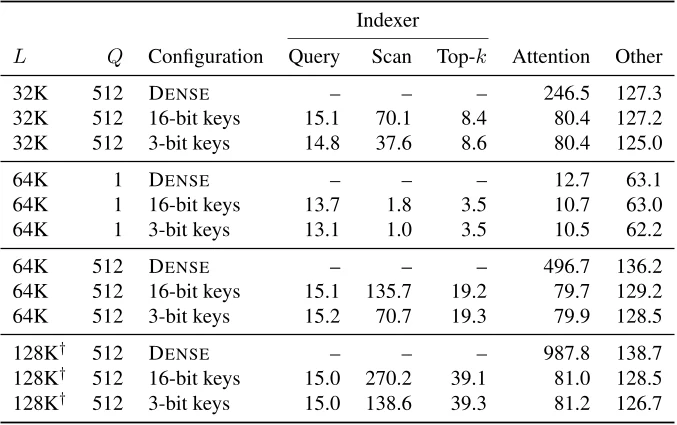 Indexer
L Q Configuration Query Scan Top-k Attention Other
32K 512 DENSE – – – 246.5 127.3
32K 512 16-bit keys 15.1 70.1 8.4 80.4 127.2
32K 512 3-bit keys 14.8 37.6 8.6 80.4 125.0
64K 1 DENSE – – – 12.7 63.1
64K 1 16-bit keys 13.7 1.8 3.5 10.7 63.0
64K 1 3-bit keys 13.1 1.0 3.5 10.5 62.2
64K 512 DENSE – – – 496.7 136.2
64K 512 16-bit keys 15.1 135.7 19.2 79.7 129.2
64K 512 3-bit keys 15.2 70.7 19.3 79.9 128.5
128K† 512 DENSE – – – 987.8 138.7
128K† 512 16-bit keys 15.0 270.2 39.1 81.0 128.5
128K† 512 3-bit keys 15.0 138.6 39.3 81.2 126.7